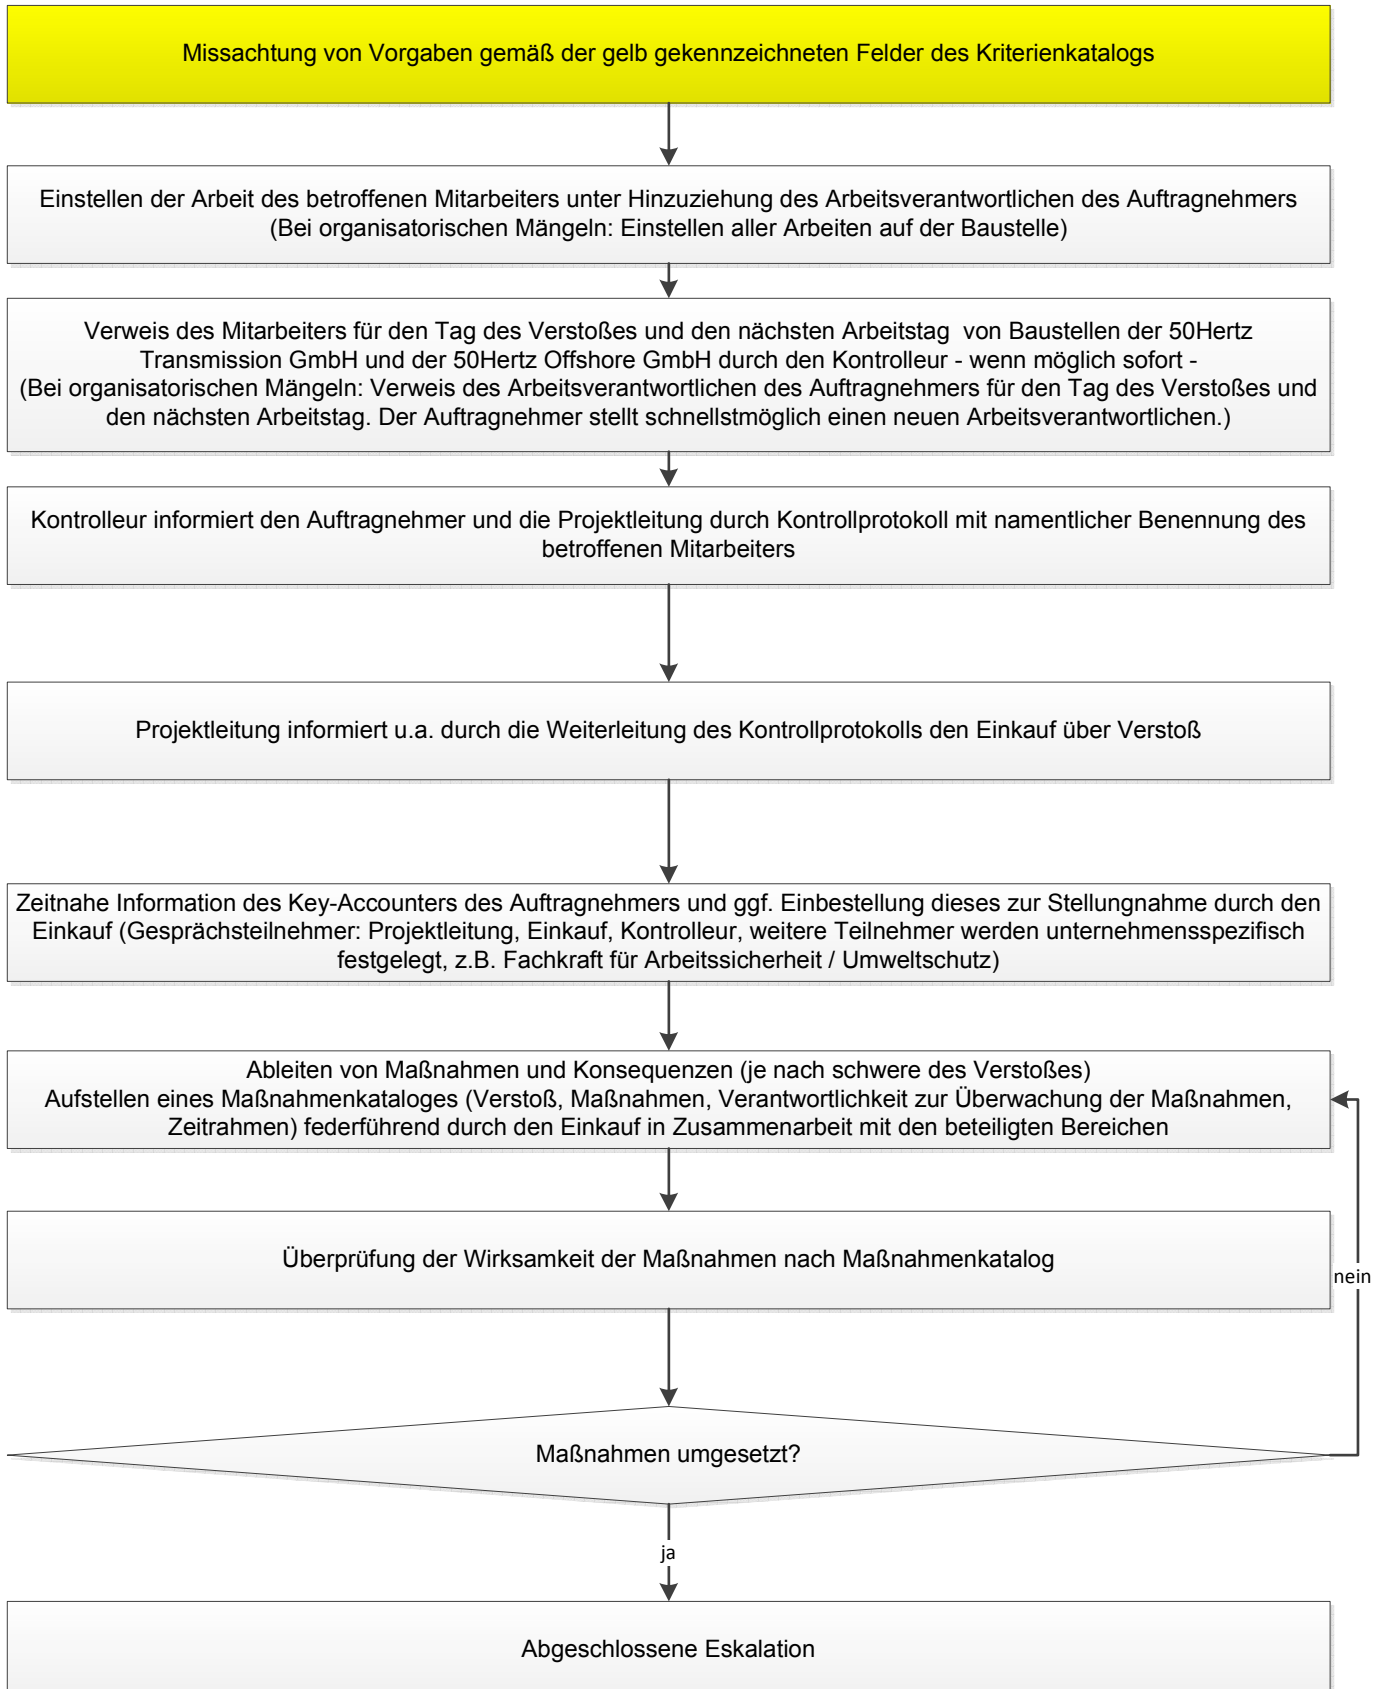 Missachtung von Vorgaben gemäß der gelb gekennzeichneten Felder des Kriterienkatalogs
Einstellen der Arbeit des betroffenen Mitarbeiters unter Hinzuziehung des Arbeitsverantwortlichen des Auftragnehmers
(Bei organisatorischen Mängeln: Einstellen aller Arbeiten auf der Baustelle)
Verweis des Mitarbeiters für den Tag des Verstoßes und den nächsten Arbeitstag von Baustellen der 50Hertz
Transmission GmbH und der 50Hertz Offshore GmbH durch den Kontrolleur - wenn möglich sofort -
(Bei organisatorischen Mängeln: Verweis des Arbeitsverantwortlichen des Auftragnehmers für den Tag des Verstoßes und
den nächsten Arbeitstag. Der Auftragnehmer stellt schnellstmöglich einen neuen Arbeitsverantwortlichen.)
Kontrolleur informiert den Auftragnehmer und die Projektleitung durch Kontrollprotokoll mit namentlicher Benennung des
betroffenen Mitarbeiters
Projektleitung informiert u.a. durch die Weiterleitung des Kontrollprotokolls den Einkauf über Verstoß
Zeitnahe Information des Key-Accounters des Auftragnehmers und ggf. Einbestellung dieses zur Stellungnahme durch den
Einkauf (Gesprächsteilnehmer: Projektleitung, Einkauf, Kontrolleur, weitere Teilnehmer werden unternehmensspezifisch
festgelegt, z.B. Fachkraft für Arbeitssicherheit / Umweltschutz)
Ableiten von Maßnahmen und Konsequenzen (je nach schwere des Verstoßes)
Aufstellen eines Maßnahmenkataloges (Verstoß, Maßnahmen, Verantwortlichkeit zur Überwachung der Maßnahmen,
Zeitrahmen) federführend durch den Einkauf in Zusammenarbeit mit den beteiligten Bereichen
Überprüfung der Wirksamkeit der Maßnahmen nach Maßnahmenkatalog
nein
Maßnahmen umgesetzt?
ja
Abgeschlossene Eskalation